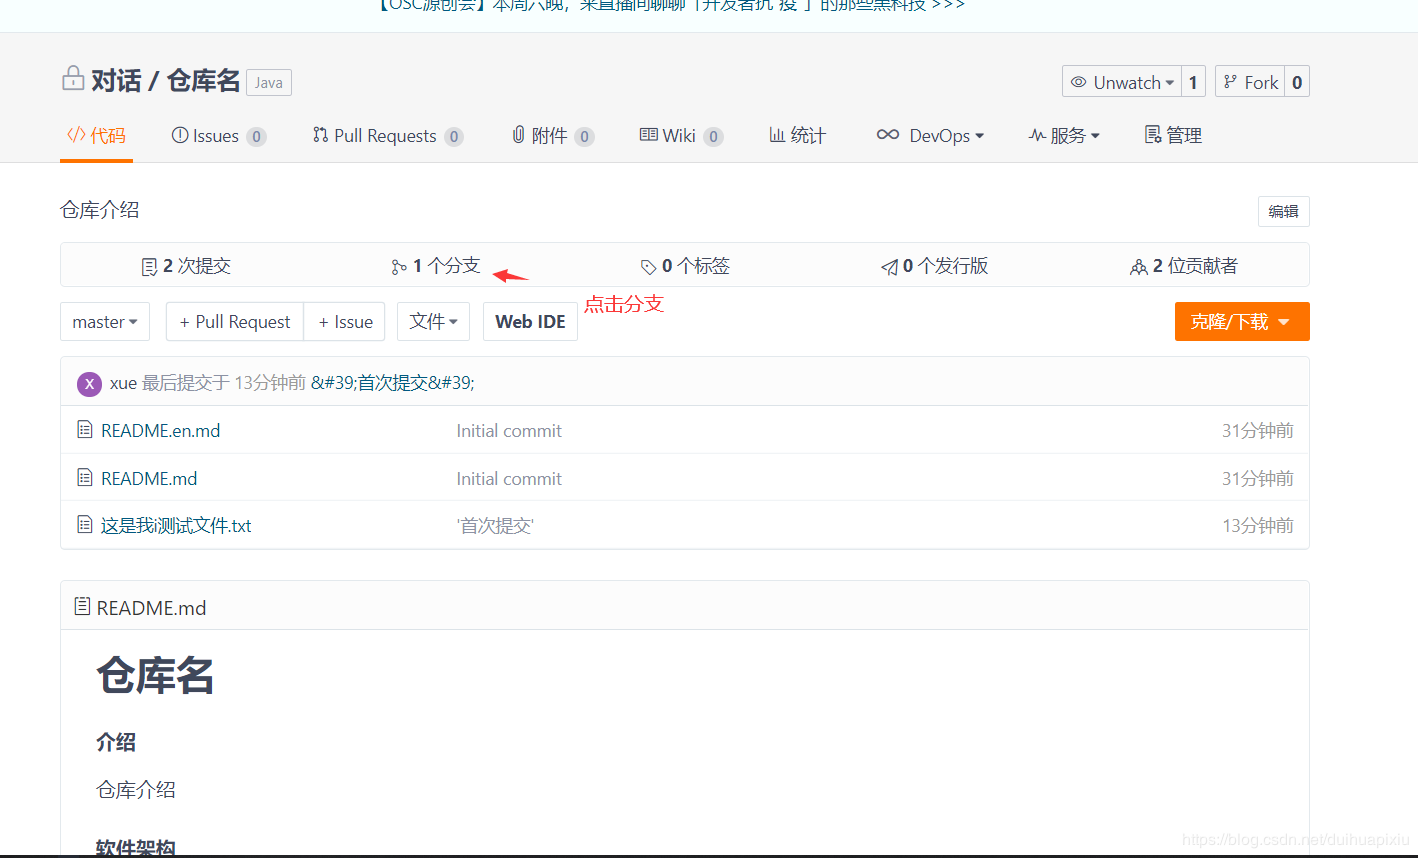 【OSC源创会】本周六晚，来直播间聊聊「开发者抗"疫"」的那些黑科技 >>>
对话 / 仓库名 Java
Unwatch 1 Fork 0
代码 Issues 0 Pull Requests 0 附件 0 Wiki 0 统计 DevOps 服务 管理
仓库介绍 编辑
2 次提交 1 个分支 0 个标签 0 个发行版 2 位贡献者
点击分支
master + Pull Request + Issue 文件 Web IDE 克隆/下载
X xue 最后提交于 13分钟前 &#39;首次提交&#39;
README.en.md Initial commit 31分钟前
README.md Initial commit 31分钟前
这是我i测试文件.txt '首次提交' 13分钟前
README.md
仓库名
介绍
仓库介绍
软件架构
https://blog.csdn.net/duihuapixiu